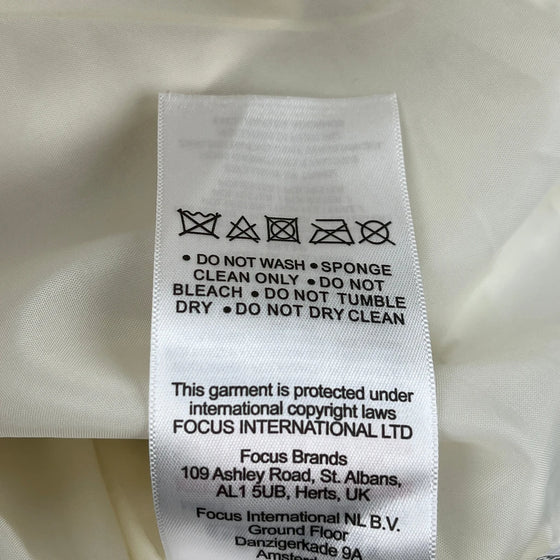 • DO NOT WASH • SPONGE
CLEAN ONLY • DO NOT
BLEACH • DO NOT TUMBLE
DRY • DO NOT DRY CLEAN
This garment is protected under
international copyright laws
FOCUS INTERNATIONAL LTD
Focus Brands
109 Ashley Road, St. Albans,
AL1 5UB, Herts, UK
Focus International NL B.V.
Ground Floor
Danzigerkade 9A